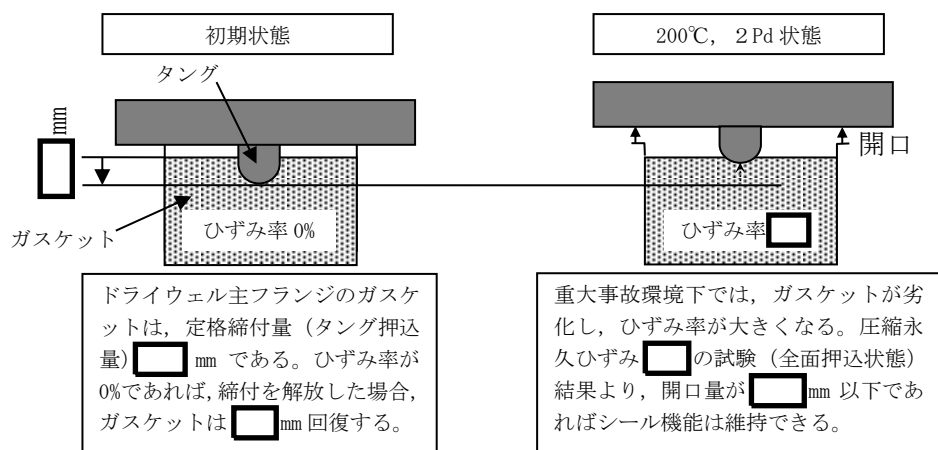 初期状態
200℃，２Pd 状態
タング
mm
開口
ガスケット
ひずみ率 0%
ひずみ率
ドライウェル主フランジのガスケ
ットは，定格締付量（タング押込
量） mm である。ひずみ率が
0%であれば,締付を解放した場合,
ガスケットは mm 回復する。
重大事故環境下では，ガスケットが劣
化し，ひずみ率が大きくなる。圧縮永
久ひずみ の試験（全面押込状態）
結果より，開口量が mm 以下であ
ればシール機能は維持できる。